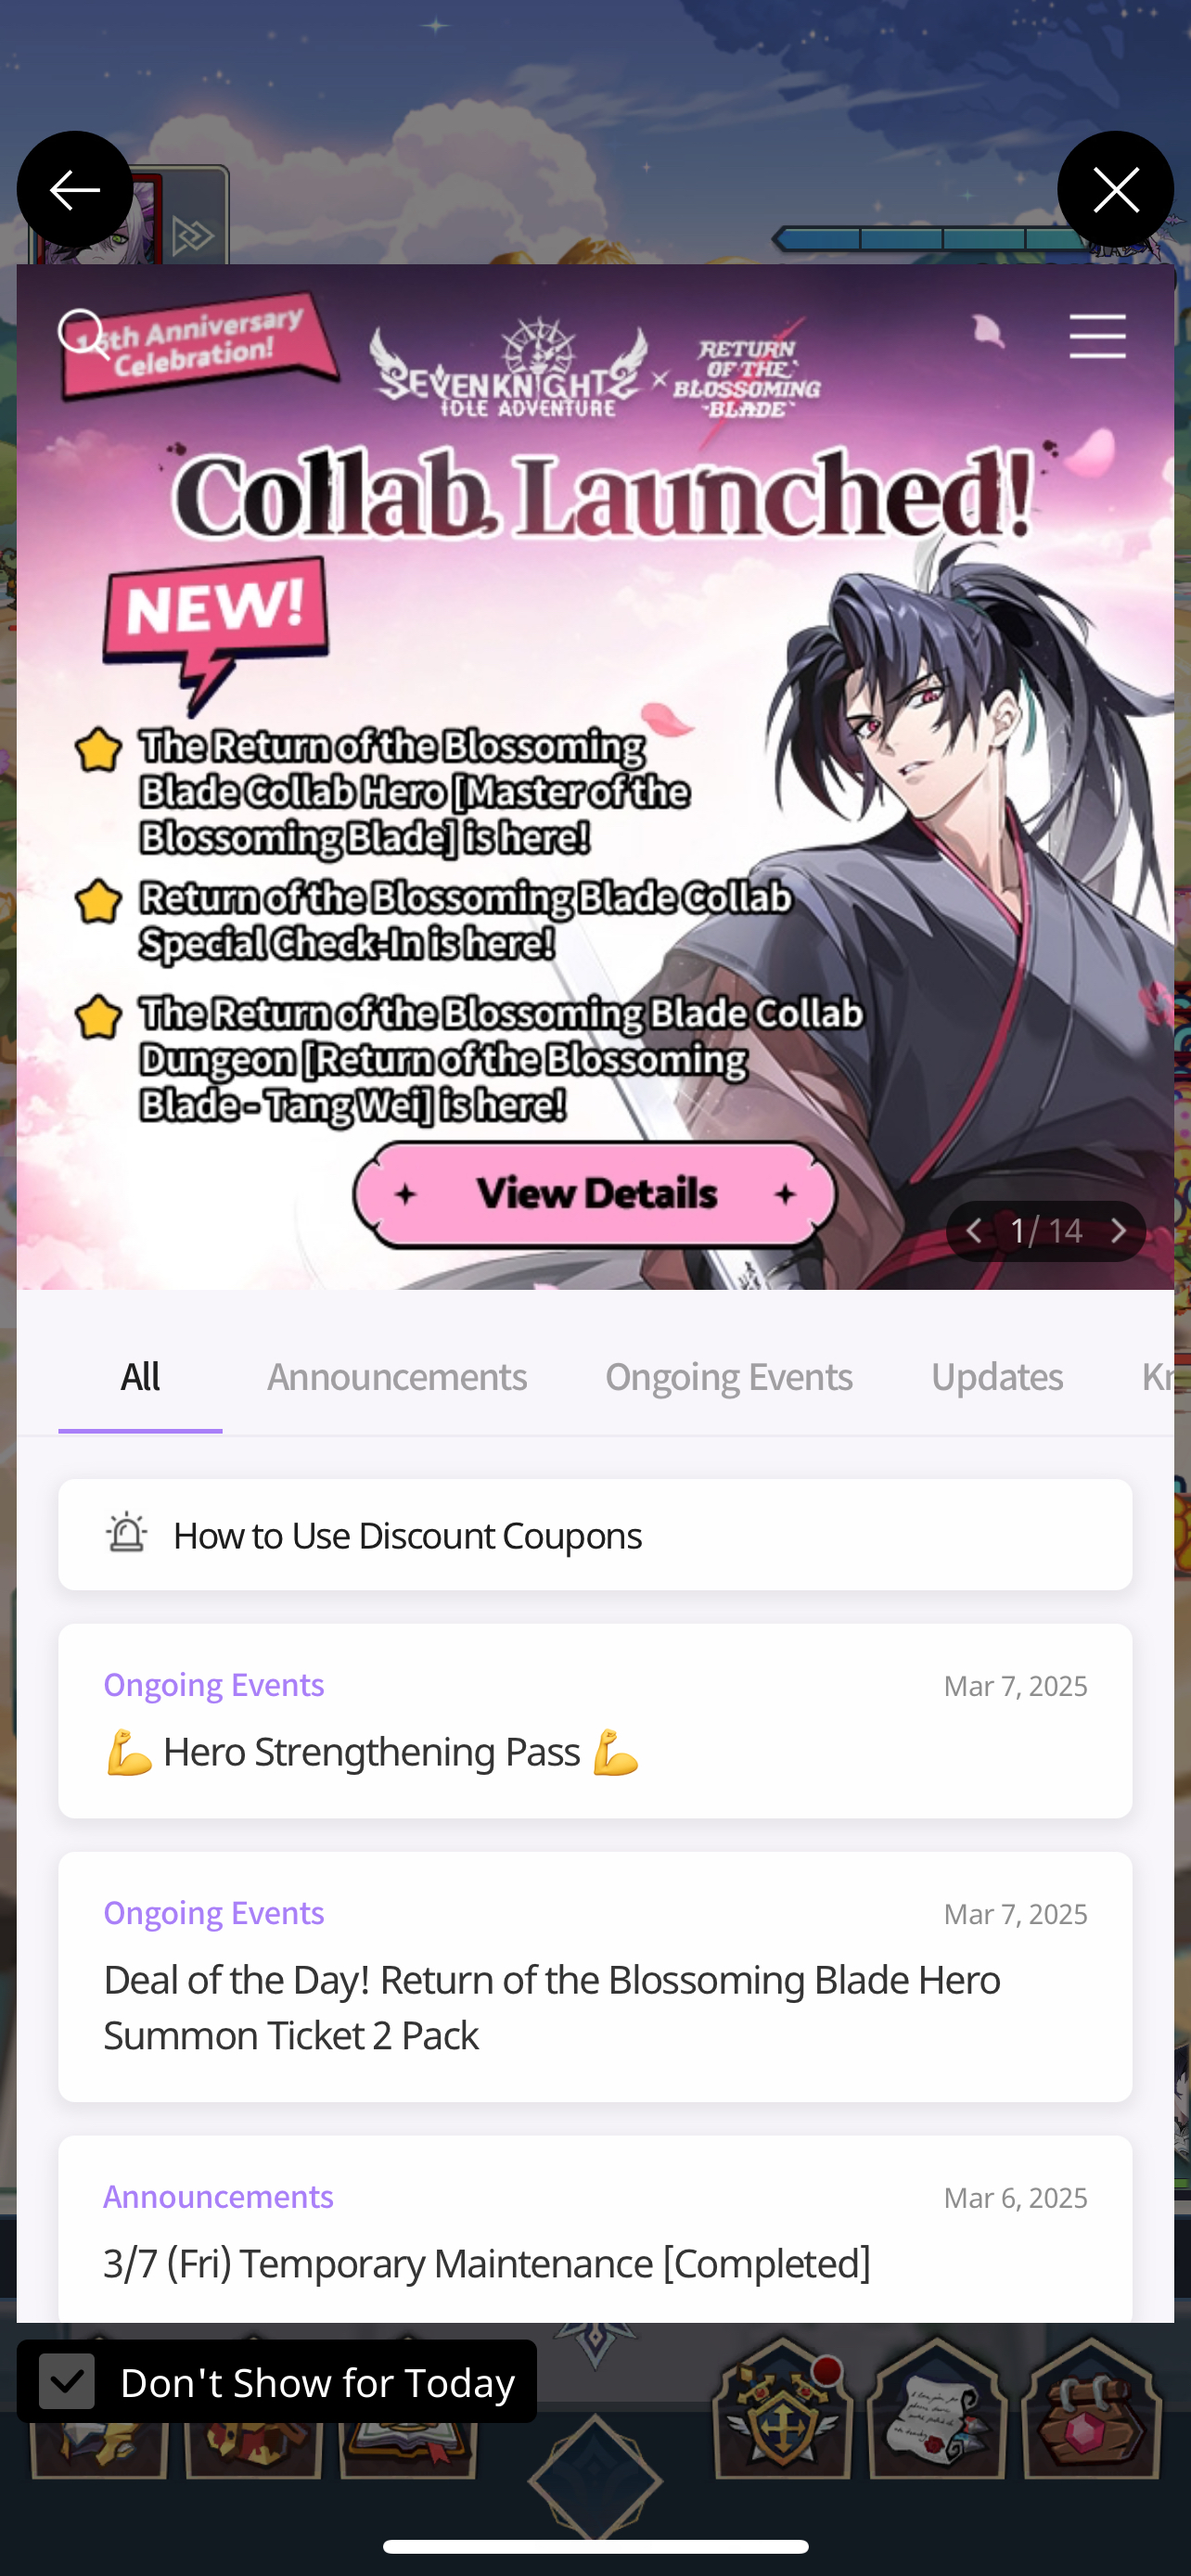 th Anniversary
Celebration!
SEVEN KNIGHTS
IDLE ADVENTURE
×
RETURN
OF THE
BLOSSOMING
BLADE
Collab Launched!
NEW!
The Return of the Blossoming
Blade Collab Hero [Master of the
Blossoming Blade] is here!
Return of the Blossoming Blade Collab
Special Check-In is here!
The Return of the Blossoming Blade Collab
Dungeon [Return of the Blossoming
Blade - Tang Wei] is here!
View Details
1 / 14
All Announcements Ongoing Events Updates Kn
How to Use Discount Coupons
Ongoing Events Mar 7, 2025
💪 Hero Strengthening Pass 💪
Ongoing Events Mar 7, 2025
Deal of the Day! Return of the Blossoming Blade Hero
Summon Ticket 2 Pack
Announcements Mar 6, 2025
3/7 (Fri) Temporary Maintenance [Completed]
Don't Show for Today